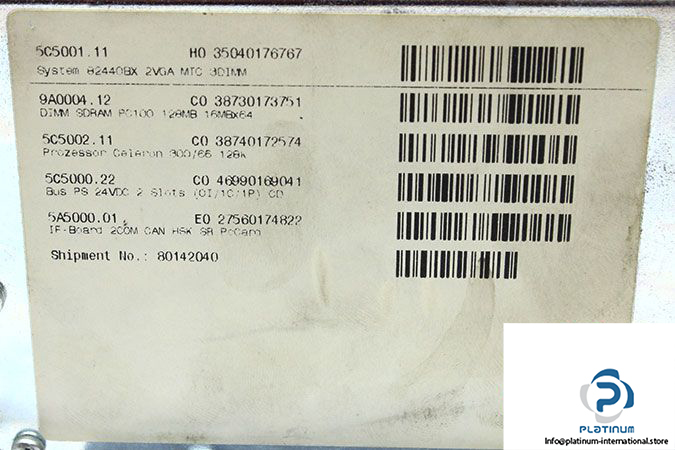 5C5001.11 H0 35040176767
System 82440BX 2VGA MTC 3DIMM
9A0004.12 C0 38730173751
DIMM SDRAM PC100 128MB 16MBx64
5C5002.11 C0 38740172574
Prozessor Celeron 300/66 128k
5C5000.22 C0 46990169041
Bus PS 24VDC 2 Slots (0I/1C/1P) CD
5A5000.01 E0 27560174822
IF-Board 2COM CAN HSK SR PcCard
Shipment No.: 80142040
PLATINUM
Info@platinum-international.store